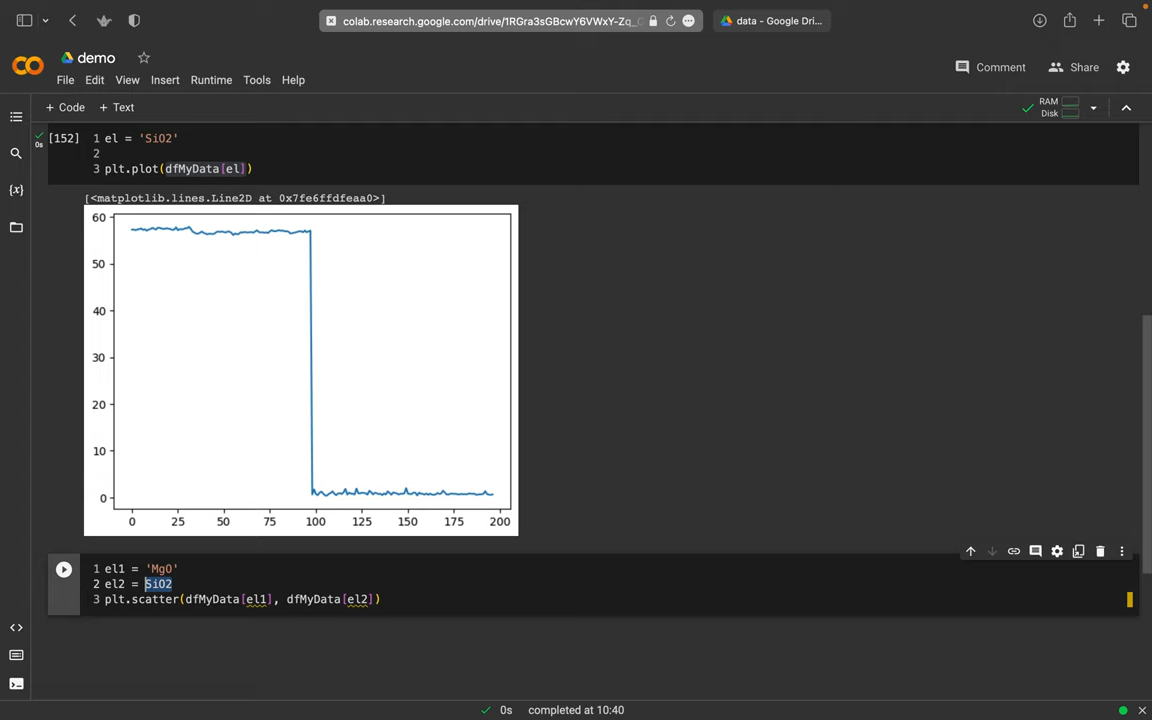 colab.research.google.com/drive/1RGra3sGBcwY6VWxY-Zq_
data - Google Dri...
demo
File Edit View Insert Runtime Tools Help
Comment
Share
+ Code + Text
RAM
Disk
[152]
0s
1 el = 'SiO2'
2
3 plt.plot(dfMyData[el])
[<matplotlib.lines.Line2D at 0x7fe6ffdfeaa0>]
60
50
40
30
20
10
0
0 25 50 75 100 125 150 175 200
1 el1 = 'MgO'
2 el2 = SiO2
3 plt.scatter(dfMyData[el1], dfMyData[el2])
0s completed at 10:40